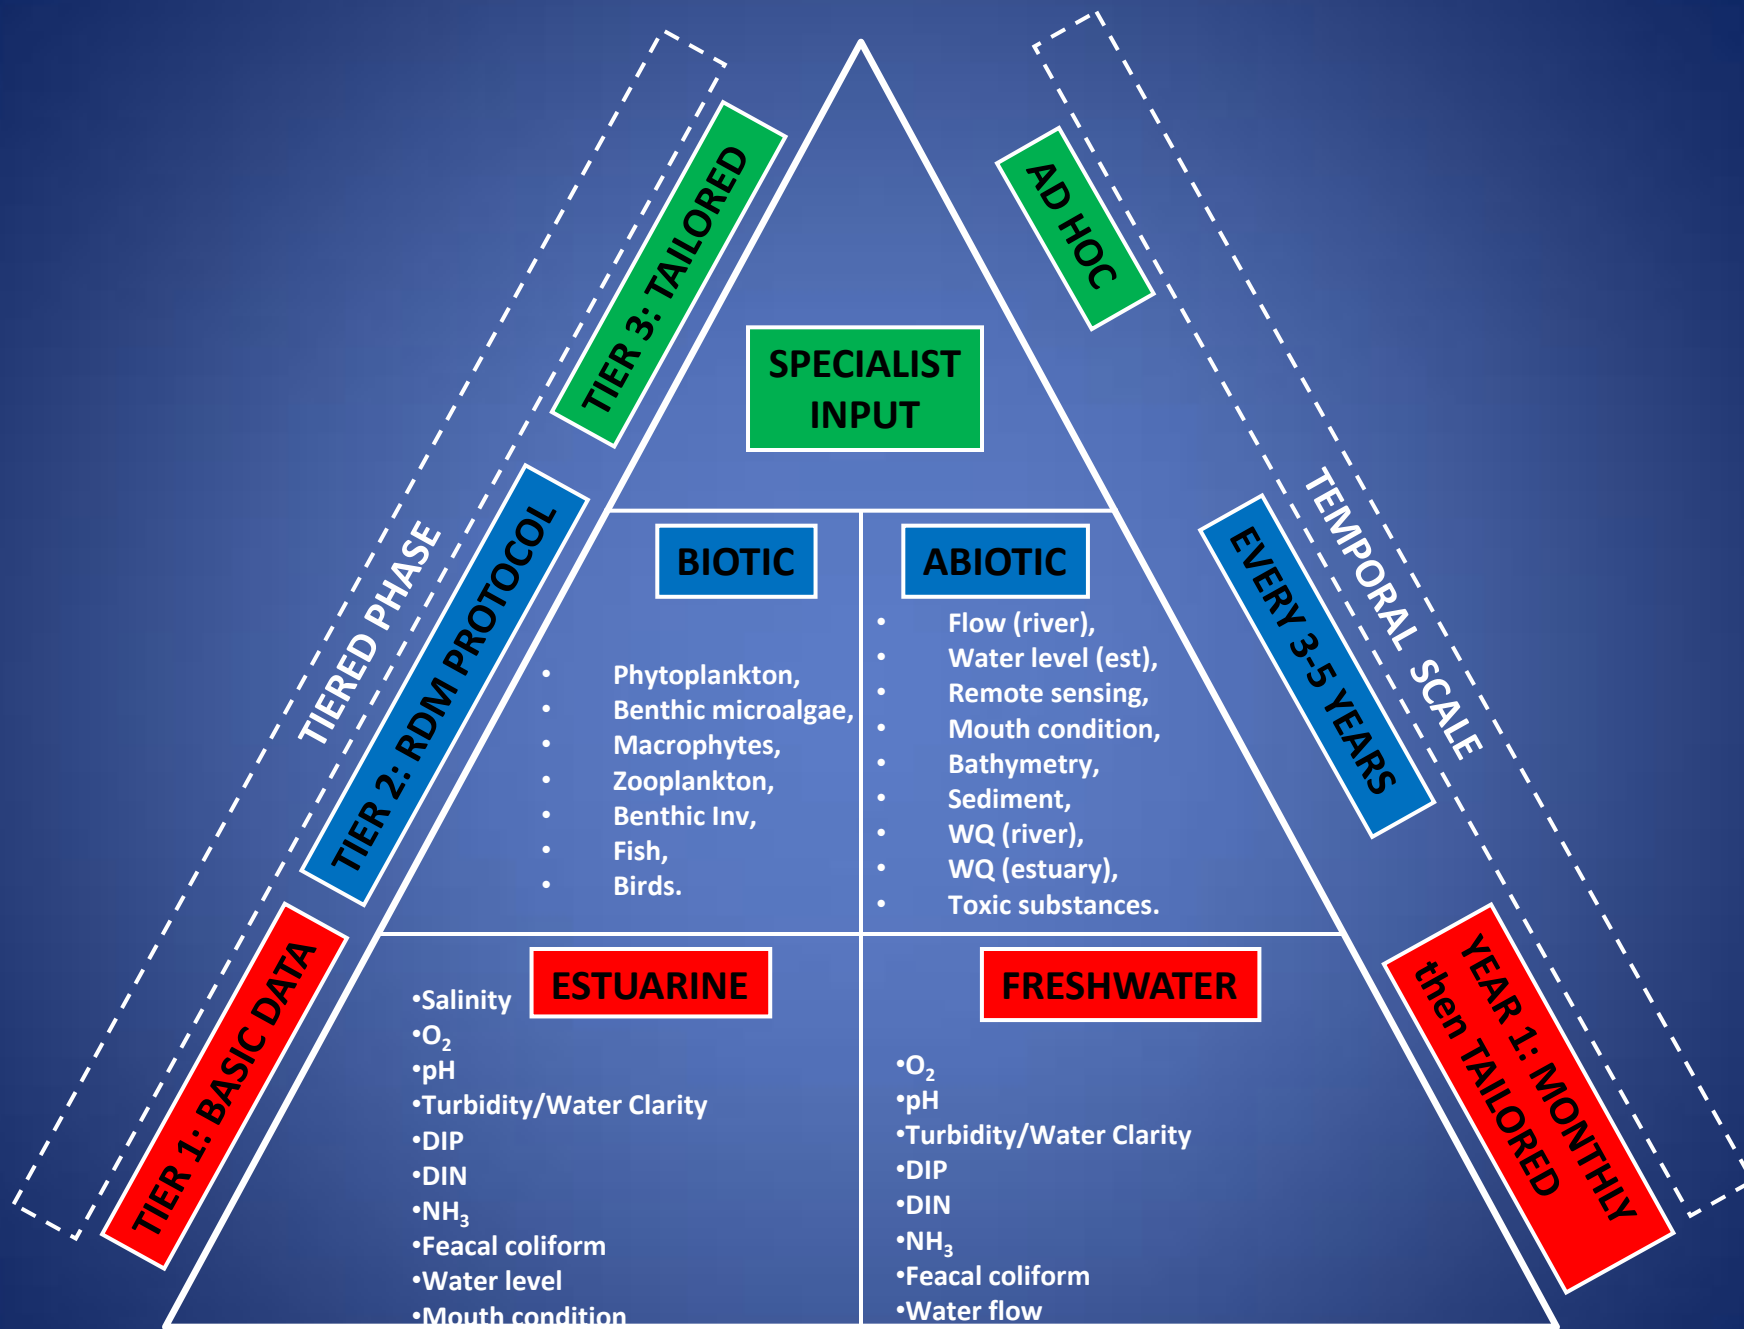 TIERED PHASE
TIER 3: TAILORED
TIER 2: RDM PROTOCOL
TIER 1: BASIC DATA
SPECIALIST
INPUT
BIOTIC
• Phytoplankton,
• Benthic microalgae,
• Macrophytes,
• Zooplankton,
• Benthic Inv,
• Fish,
• Birds.
ABIOTIC
• Flow (river),
• Water level (est),
• Remote sensing,
• Mouth condition,
• Bathymetry,
• Sediment,
• WQ (river),
• WQ (estuary),
• Toxic substances.
ESTUARINE
•Salinity
•O₂
•pH
•Turbidity/Water Clarity
•DIP
•DIN
•NH₃
•Feacal coliform
•Water level
•Mouth condition
FRESHWATER
•O₂
•pH
•Turbidity/Water Clarity
•DIP
•DIN
•NH₃
•Feacal coliform
•Water flow
TEMPORAL SCALE
AD HOC
EVERY 3-5 YEARS
YEAR 1: MONTHLY
then TAILORED